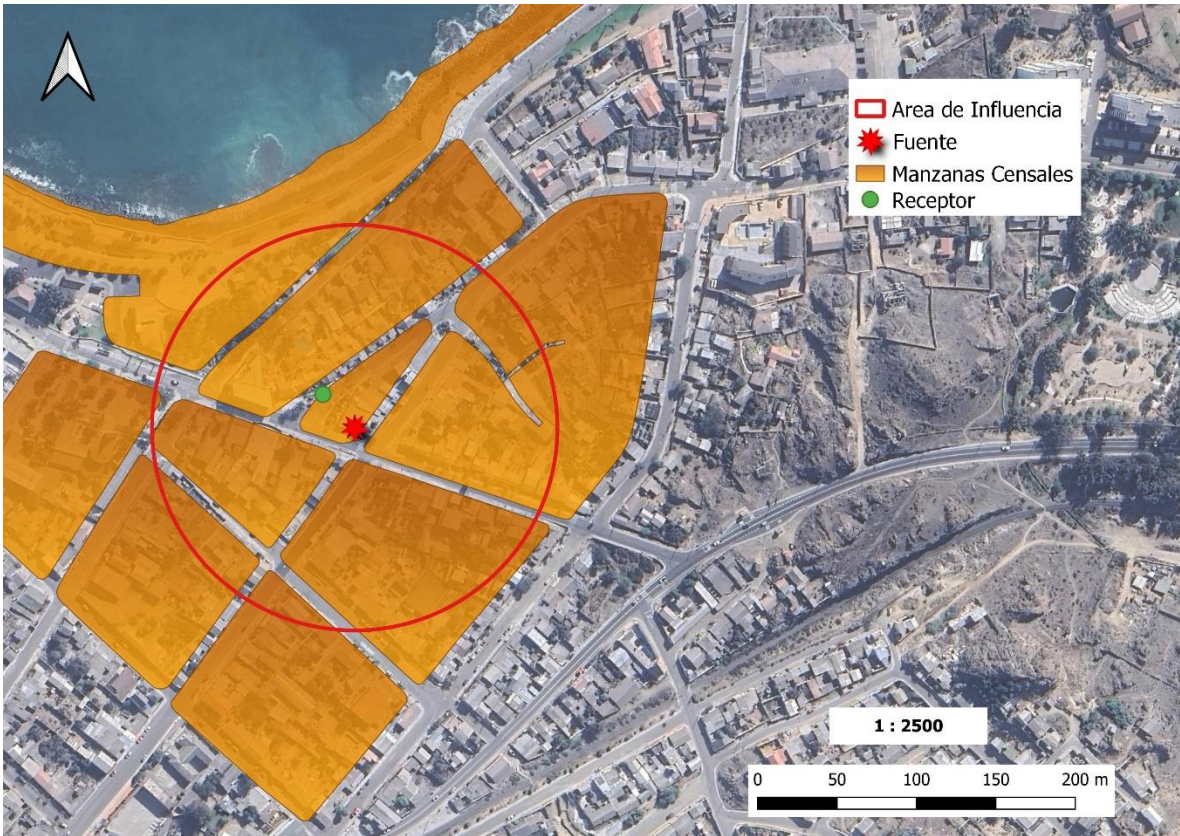 Area de Influencia
Fuente
Manzanas Censales
Receptor
1 : 2500
0 50 100 150 200 m